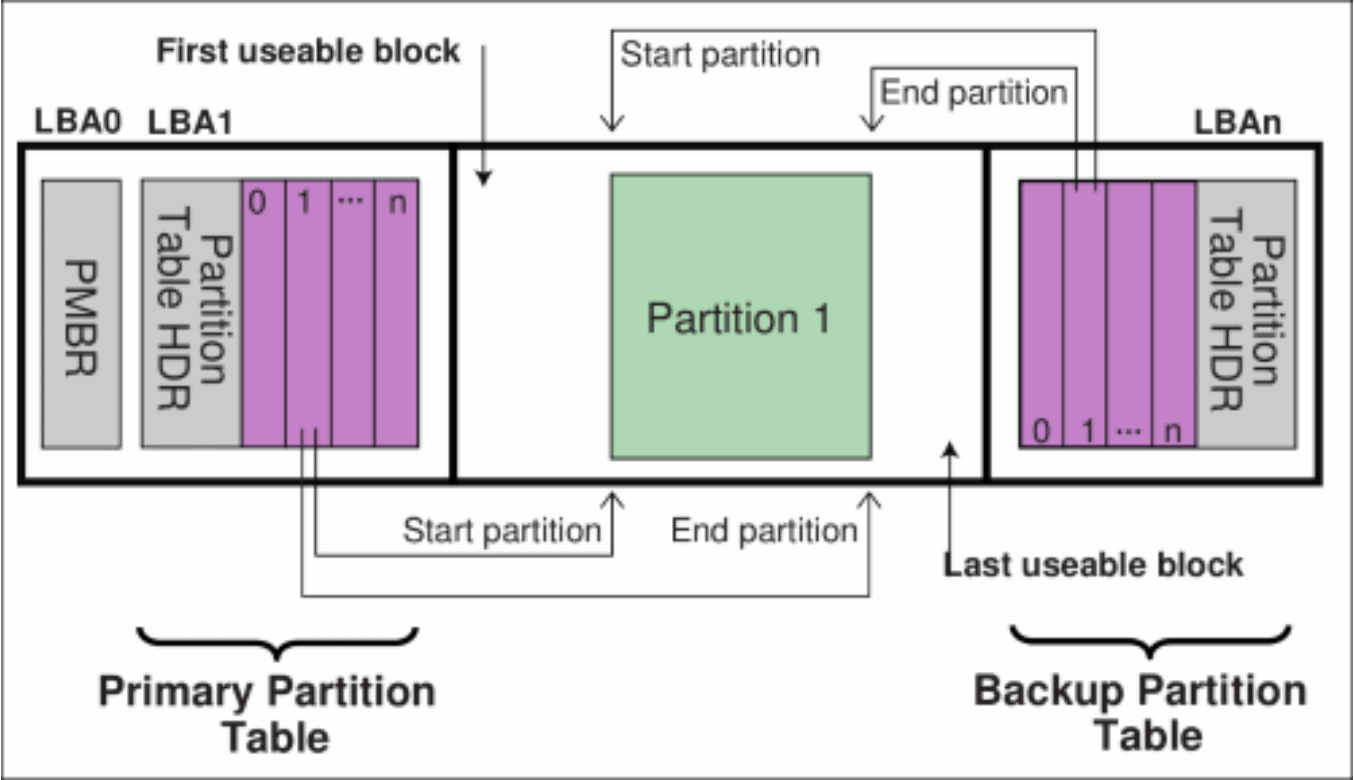 First useable block
Start partition
End partition
LBA0 LBA1
LBAn
PMBR
Partition
Table HDR
0 1 ... n
Partition 1
0 1 ... n
Partition
Table HDR
Start partition
End partition
Last useable block
Primary Partition
Table
Backup Partition
Table